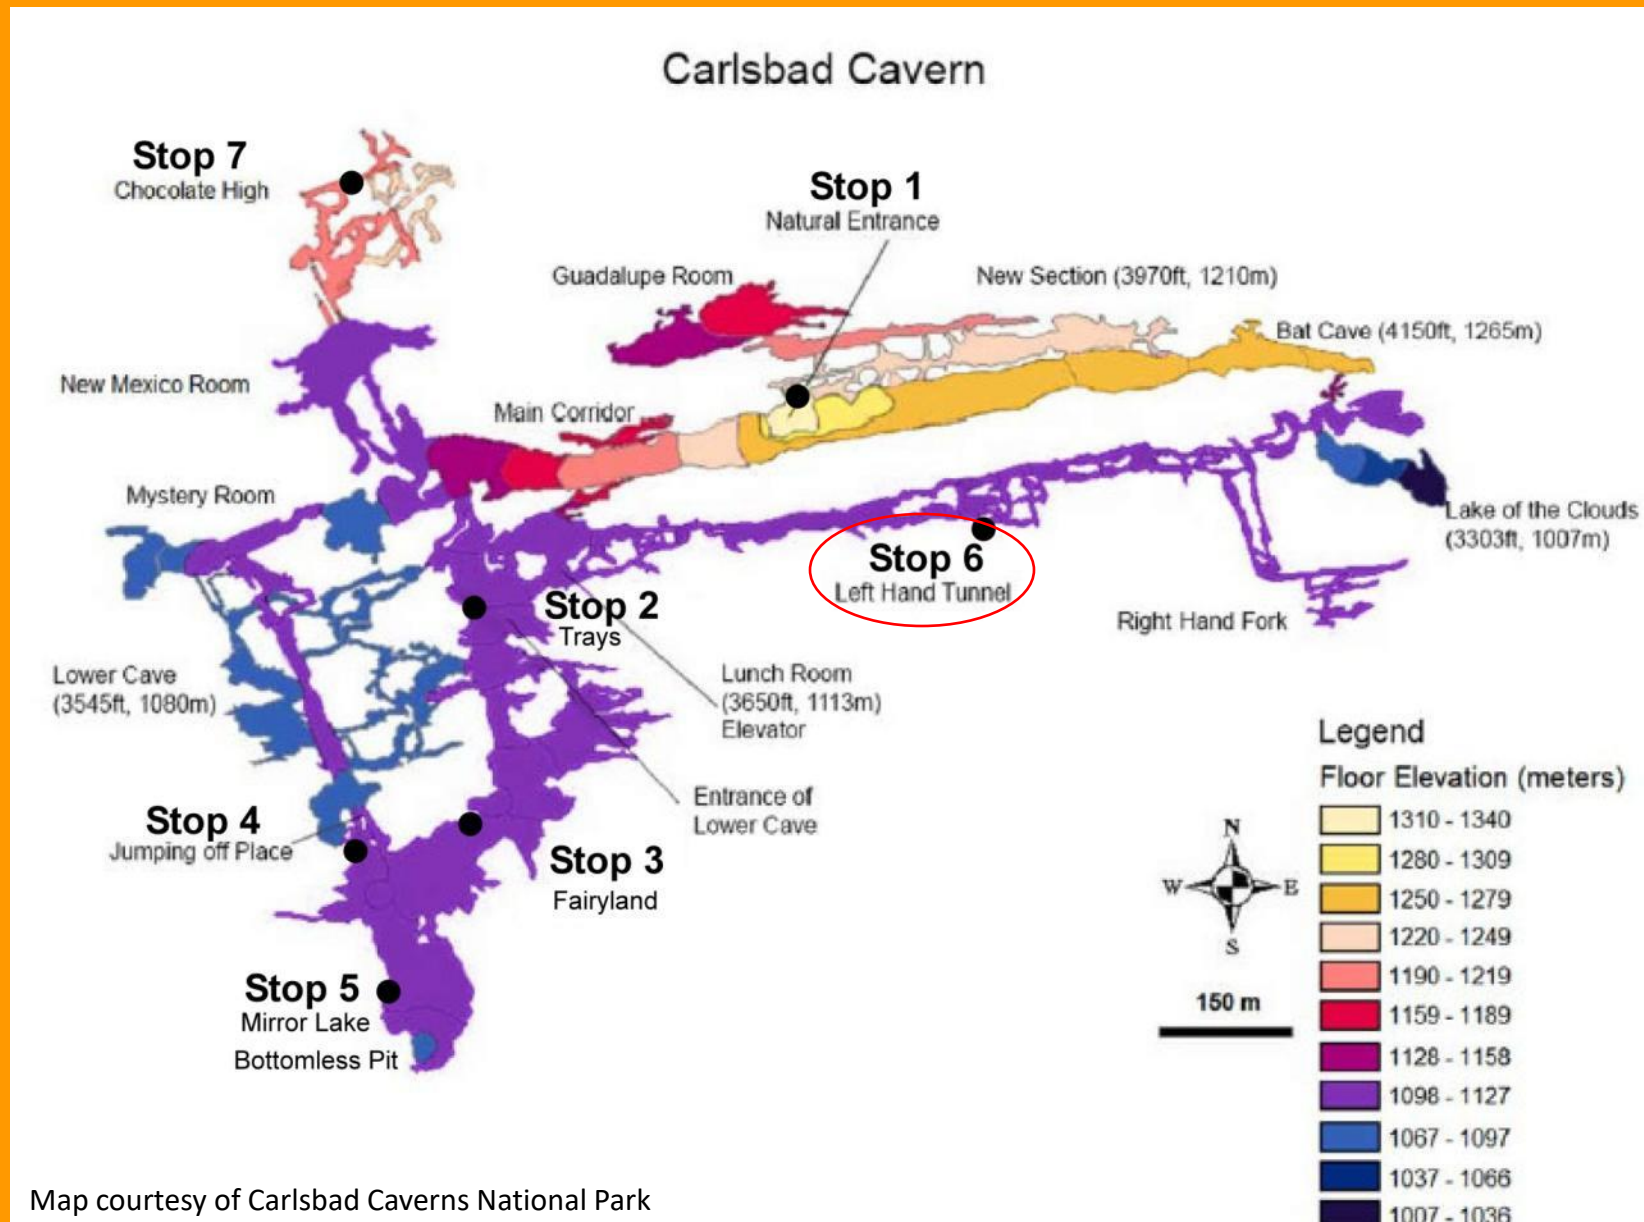 Carlsbad Cavern
Stop 7
Chocolate High
Stop 1
Natural Entrance
Guadalupe Room
New Section (3970ft, 1210m)
Bat Cave (4150ft, 1265m)
New Mexico Room
Main Corridor
Mystery Room
Lake of the Clouds
(3303ft, 1007m)
Stop 6
Left Hand Tunnel
Stop 2
Trays
Right Hand Fork
Lower Cave
(3545ft, 1080m)
Lunch Room
(3650ft, 1113m)
Elevator
Entrance of
Lower Cave
Stop 4
Jumping off Place
Stop 3
Fairyland
Stop 5
Mirror Lake
Bottomless Pit
N
W E
S
150 m
Legend
Floor Elevation (meters)
1310 - 1340
1280 - 1309
1250 - 1279
1220 - 1249
1190 - 1219
1159 - 1189
1128 - 1158
1098 - 1127
1067 - 1097
1037 - 1066
1007 - 1036
Map courtesy of Carlsbad Caverns National Park